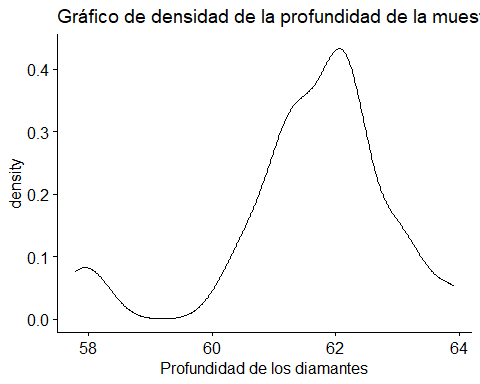 Gráfico de densidad de la profundidad de la mues
0.4
0.3
0.2
0.1
0.0
density
58 60 62 64
Profundidad de los diamantes